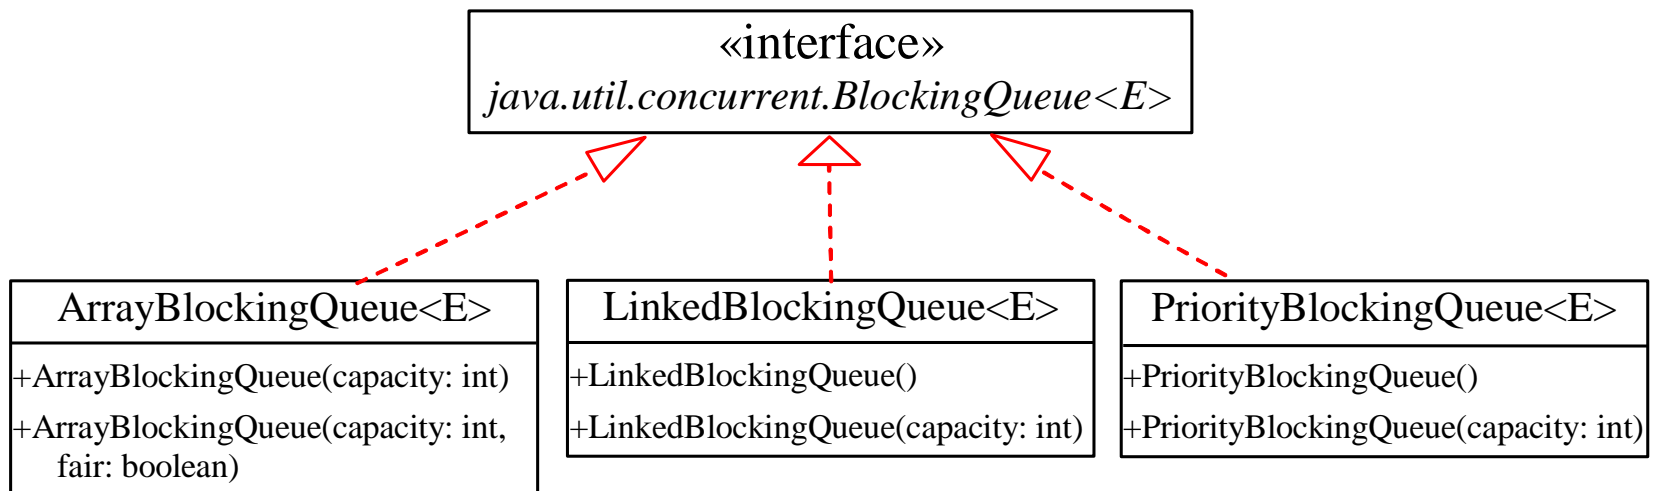 «interface»
java.util.concurrent.BlockingQueue<E>
ArrayBlockingQueue<E>
+ArrayBlockingQueue(capacity: int)
+ArrayBlockingQueue(capacity: int,
fair: boolean)
LinkedBlockingQueue<E>
+LinkedBlockingQueue()
+LinkedBlockingQueue(capacity: int)
PriorityBlockingQueue<E>
+PriorityBlockingQueue()
+PriorityBlockingQueue(capacity: int)